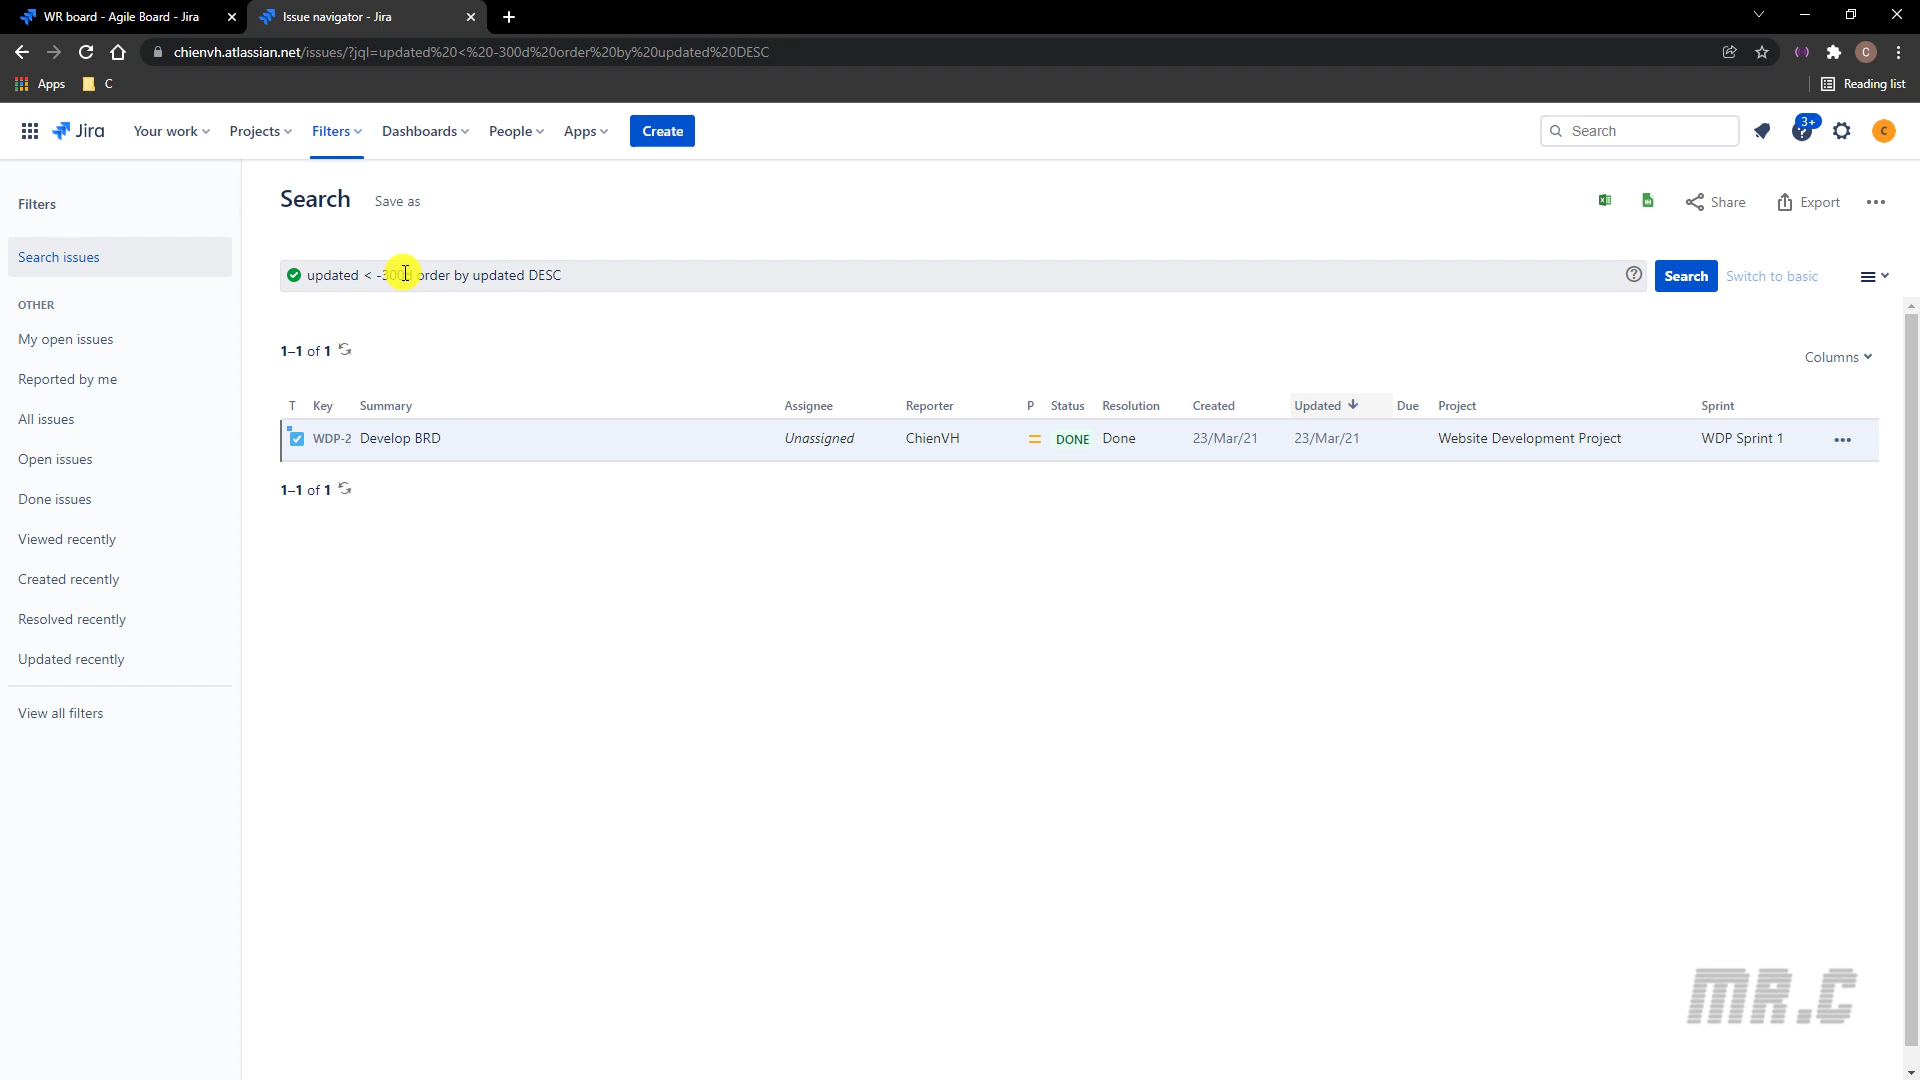 WR board - Agile Board - Jira
Issue navigator - Jira
chienvh.atlassian.net/issues/?jql=updated%20<%20-300d%20order%20by%20updated%20DESC
C
Apps
C
Reading list
Jira
Your work
Projects
Filters
Dashboards
People
Apps
Create
Search
3+
C
Filters
Search issues
OTHER
My open issues
Reported by me
All issues
Open issues
Done issues
Viewed recently
Created recently
Resolved recently
Updated recently
View all filters
Search
Save as
Share
Export
updated < -300d order by updated DESC
Search
Switch to basic
1–1 of 1
Columns
T Key Summary Assignee Reporter P Status Resolution Created Updated Due Project Sprint
WDP-2 Develop BRD Unassigned ChienVH DONE Done 23/Mar/21 23/Mar/21 Website Development Project WDP Sprint 1
1–1 of 1
MR.C